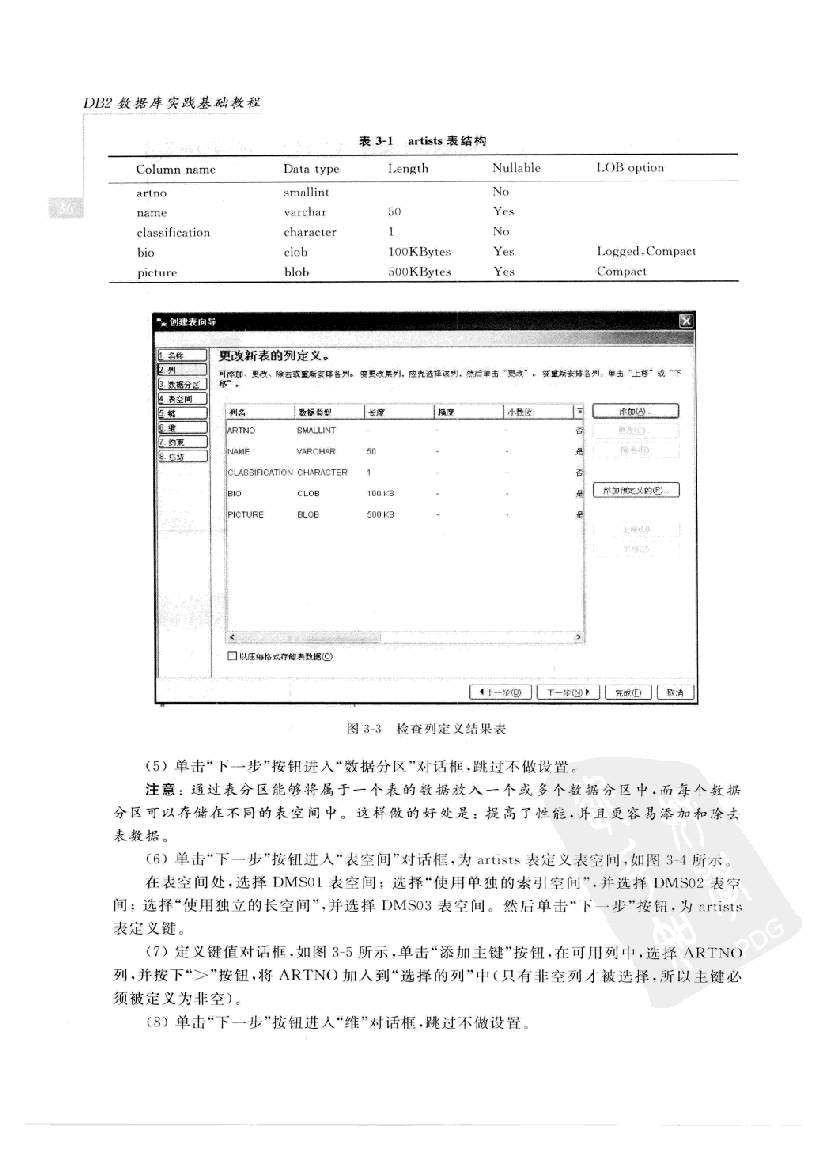 DB2 数据库实践基础教程
表 3-1 artists 表结构
Column name Data type Length Nullable LOB option
artno smallint No
name varchar 50 Yes
classification character 1 No
bio clob 100KBytes Yes Logged,Compact
picture blob 500KBytes Yes Compact
创建表向导
更改新表的列定义。
可添加、更改、除去或重新安排各列。要更改某列,应先选择该列,然后单击“更改”。要重新安排各列,单击“上移”或“下
移”。
1. 名称
2. 列
3. 数据分区
4. 表空间
5. 键
6. 维
7. 约束
8. 总结
列名 数据类型 长度 精度 小数位
ARTNO SMALLINT - - - 否
NAME VARCHAR 50 - - 是
CLASSIFICATION CHARACTER 1 - - 否
BIO CLOB 100 KB - - 是
PICTURE BLOB 500 KB - - 是
添加(A)...
添加预定义的(P)...
以压缩格式存储表数据(C)
上一步(B) 下一步(N) 完成(F) 取消
图 3-3 检查列定义结果表
(5) 单击“下一步”按钮进入“数据分区”对话框,跳过不做设置。
注意:通过表分区能够将属于一个表的数据放入一个或多个数据分区中,而每个数据
分区可以存储在不同的表空间中。这样做的好处是:提高了性能,并且更容易添加和除去
表数据。
(6) 单击“下一步”按钮进入“表空间”对话框,为 artists 表定义表空间,如图 3-4 所示。
在表空间处,选择 DMS01 表空间;选择“使用单独的索引空间”,并选择 DMS02 表空
间;选择“使用独立的长空间”,并选择 DMS03 表空间。然后单击“下一步”按钮,为 artists
表定义键。
(7) 定义键值对话框,如图 3-5 所示,单击“添加主键”按钮,在可用列中,选择 ARTNO
列,并按下“>”按钮,将 ARTNO 加入到“选择的列”中(只有非空列才被选择,所以主键必
须被定义为非空)。
(8) 单击“下一步”按钮进入“维”对话框,跳过不做设置。